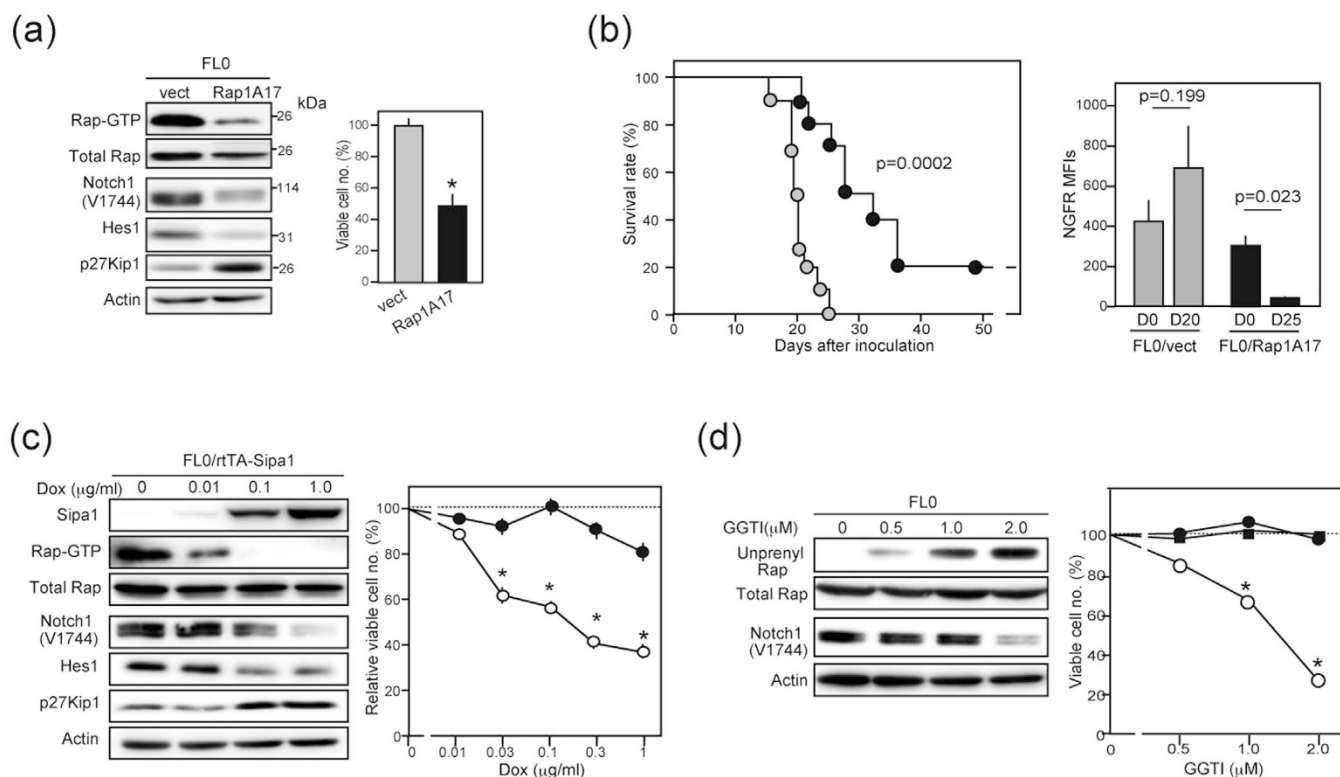 (a)
FL0
vect Rap1A17 kDa
Rap-GTP 26
Total Rap 26
Notch1 114
(V1744)
Hes1 31
p27Kip1 26
Actin
Viable cell no. (%)
100
80
60
40
20
0
*
vect
Rap1A17
(b)
Survival rate (%)
100
80
60
40
20
0
p=0.0002
0 10 20 30 40 50
Days after inoculation
NGFR MFIs
1000
800
600
400
200
0
p=0.199
p=0.023
D0 D20 D0 D25
FL0/vect FL0/Rap1A17
(c)
FL0/rtTA-Sipa1
Dox (μg/ml) 0 0.01 0.1 1.0
Sipa1
Rap-GTP
Total Rap
Notch1
(V1744)
Hes1
p27Kip1
Actin
Relative viable cell no. (%)
100
80
60
40
20
0
* * * *
0 0.01 0.03 0.1 0.3 1
Dox (μg/ml)
(d)
FL0
GGTI(μM) 0 0.5 1.0 2.0
Unprenyl
Rap
Total Rap
Notch1
(V1744)
Actin
Viable cell no. (%)
100
80
60
40
20
* *
0 0.5 1.0 2.0
GGTI (μM)